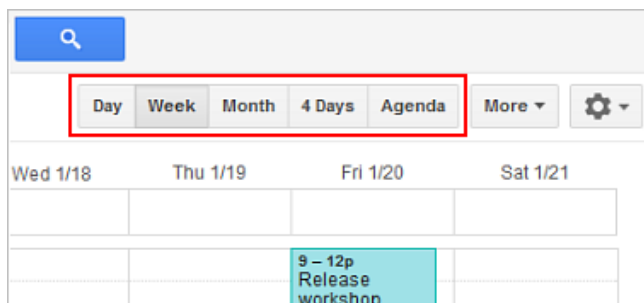 Day Week Month 4 Days Agenda More
Wed 1/18 Thu 1/19 Fri 1/20 Sat 1/21
9 – 12p
Release
workshop